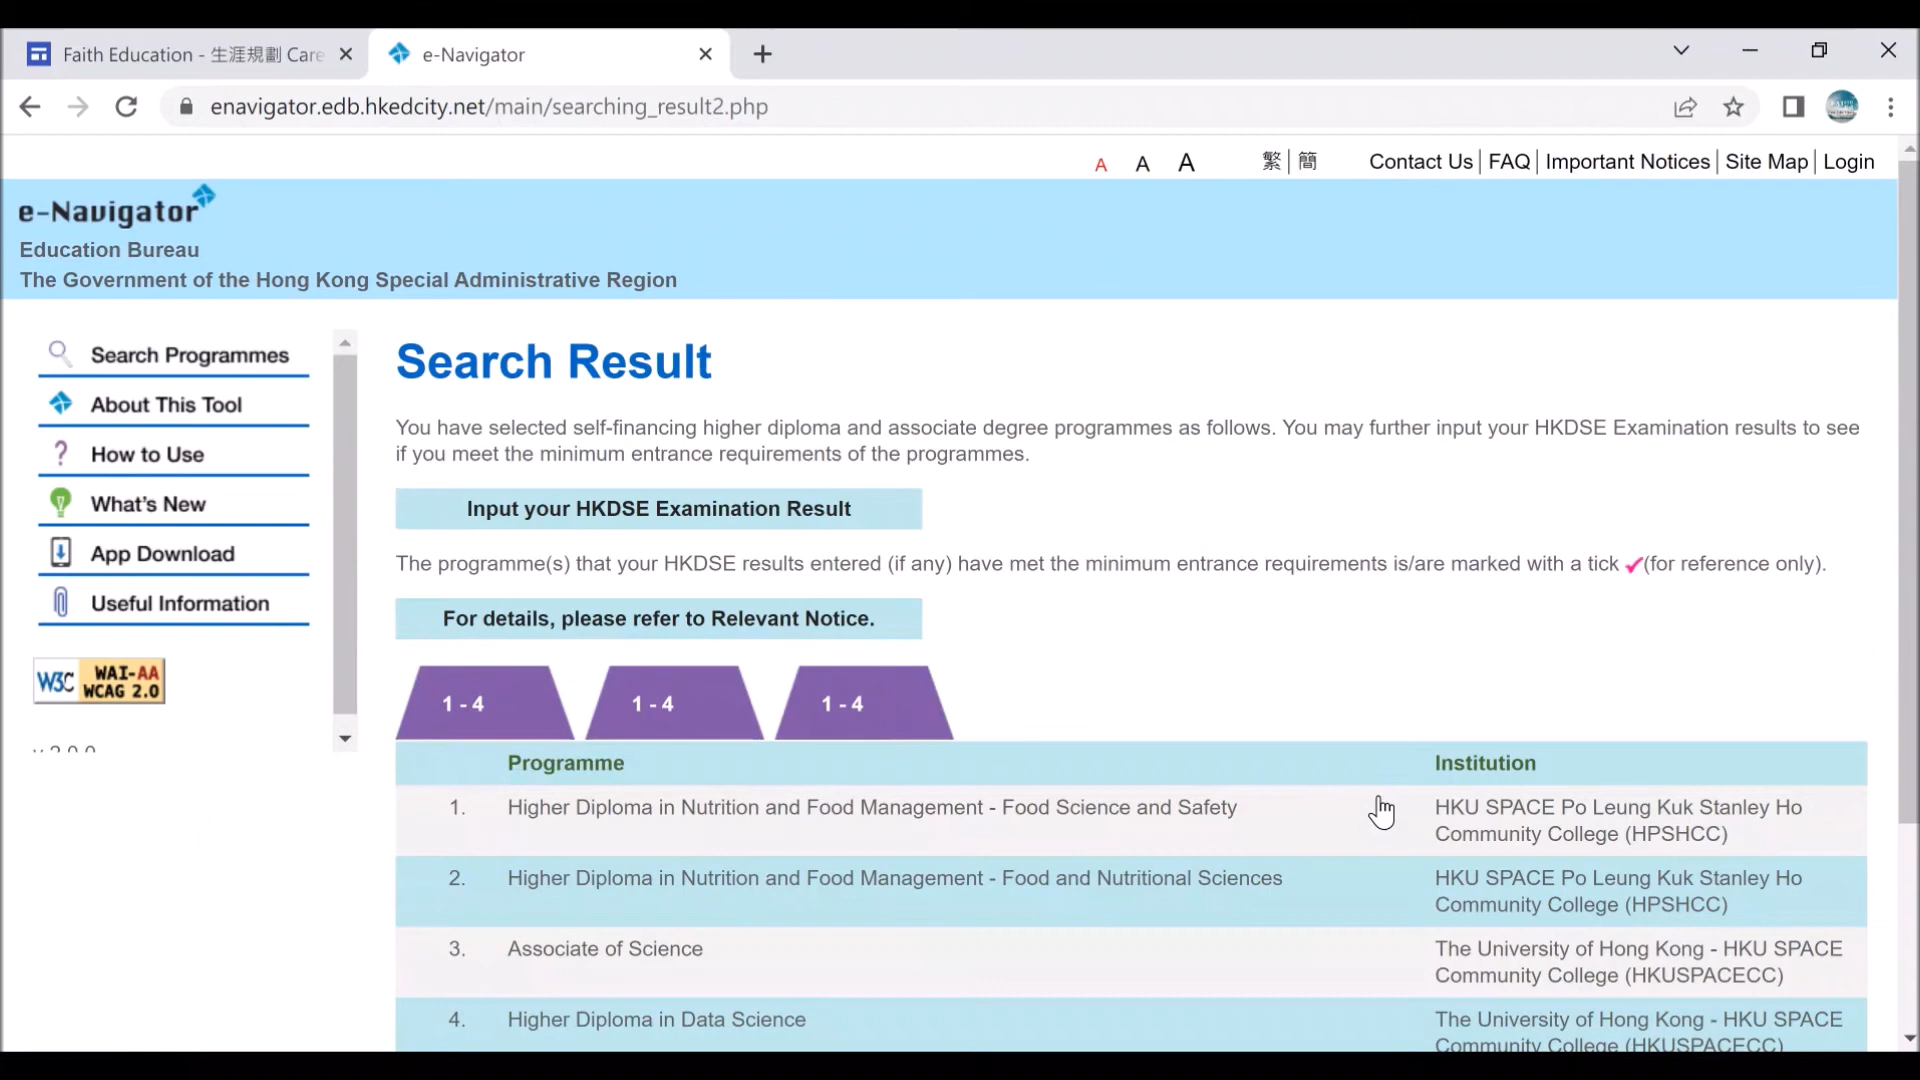 Faith Education - 生涯規劃 Care
e-Navigator
enavigator.edb.hkedcity.net/main/searching_result2.php
A A A 繁 | 簡 Contact Us | FAQ | Important Notices | Site Map | Login
e-Navigator
Education Bureau
The Government of the Hong Kong Special Administrative Region
Search Programmes
About This Tool
How to Use
What's New
App Download
Useful Information
W3C WAI-AA
WCAG 2.0
v 2.0.0
Search Result
You have selected self-financing higher diploma and associate degree programmes as follows. You may further input your HKDSE Examination results to see
if you meet the minimum entrance requirements of the programmes.
Input your HKDSE Examination Result
The programme(s) that your HKDSE results entered (if any) have met the minimum entrance requirements is/are marked with a tick ✓(for reference only).
For details, please refer to Relevant Notice.
1 - 4 1 - 4 1 - 4
Programme Institution
1. Higher Diploma in Nutrition and Food Management - Food Science and Safety HKU SPACE Po Leung Kuk Stanley Ho
Community College (HPSHCC)
2. Higher Diploma in Nutrition and Food Management - Food and Nutritional Sciences HKU SPACE Po Leung Kuk Stanley Ho
Community College (HPSHCC)
3. Associate of Science The University of Hong Kong - HKU SPACE
Community College (HKUSPACECC)
4. Higher Diploma in Data Science The University of Hong Kong - HKU SPACE
Community College (HKUSPACECC)